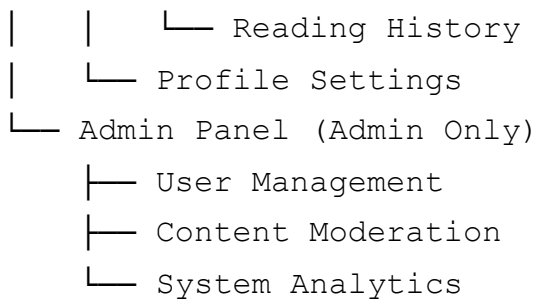 │   │   └── Reading History
│   └── Profile Settings
└── Admin Panel (Admin Only)
    ├── User Management
    ├── Content Moderation
    └── System Analytics